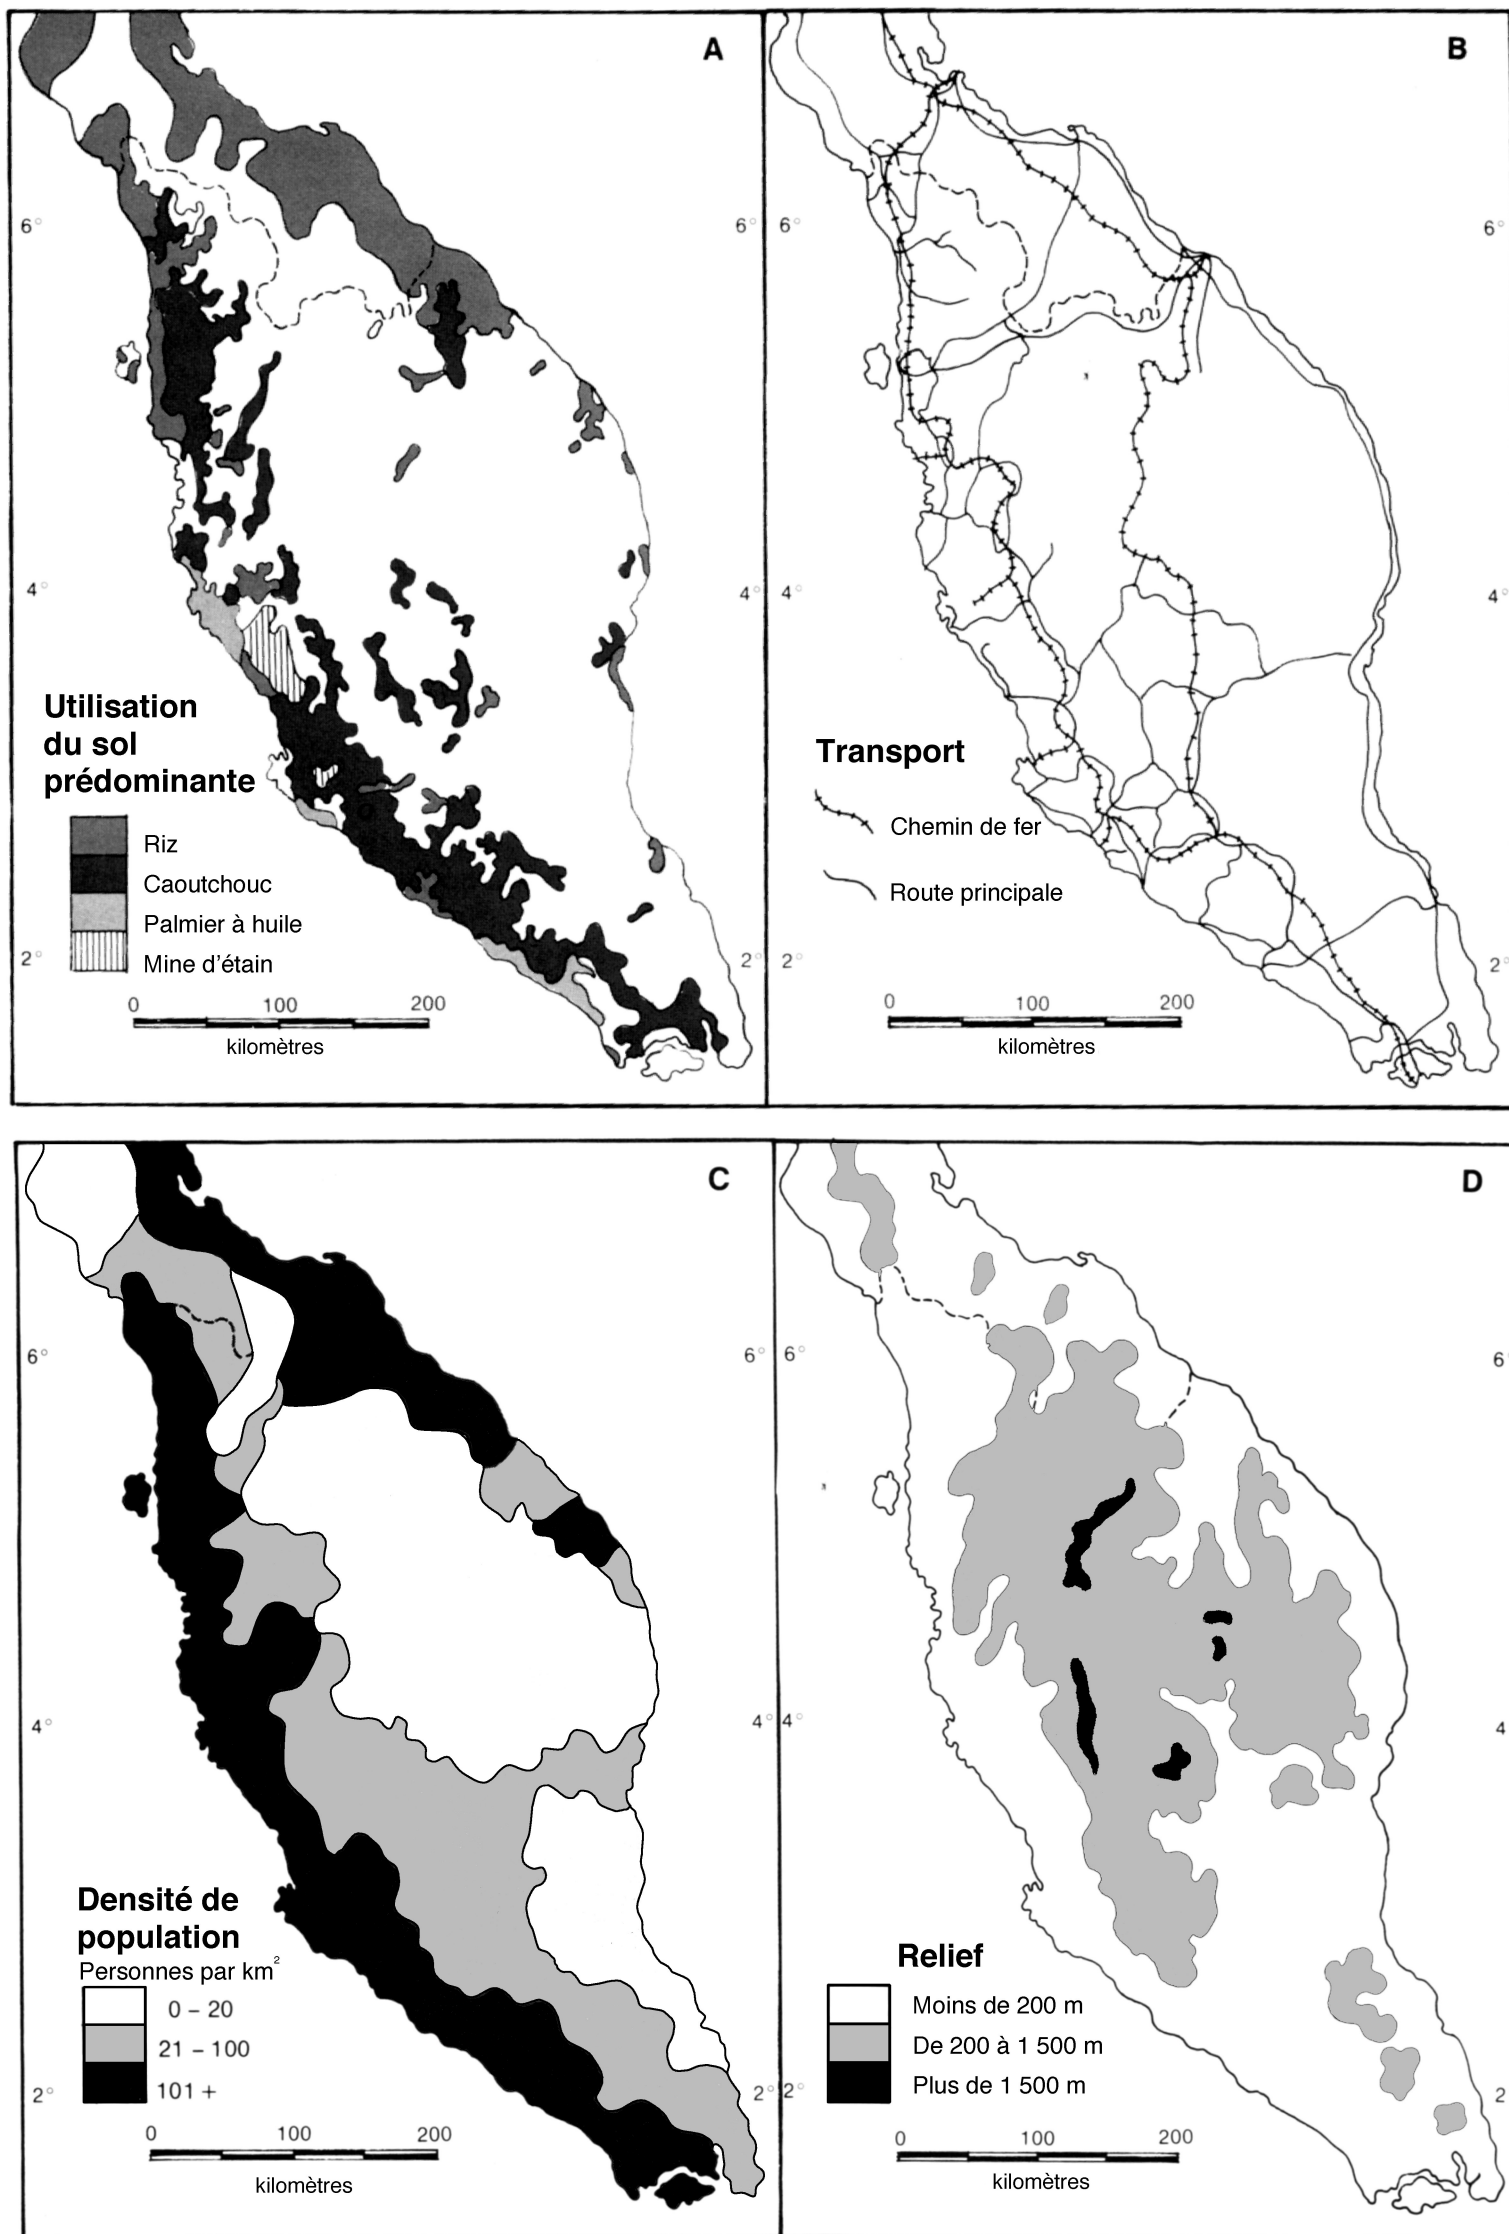 A
6°
6°
4°
4°
2°
2°
Utilisation
du sol
prédominante
Riz
Caoutchouc
Palmier à huile
Mine d'étain
0 100 200
kilomètres
B
6°
6°
4°
4°
2°
2°
Transport
Chemin de fer
Route principale
0 100 200
kilomètres
C
6°
6°
4°
4°
2°
2°
Densité de
population
Personnes par km²
0 – 20
21 – 100
101 +
0 100 200
kilomètres
D
6°
6
4°
4
2°
2
Relief
Moins de 200 m
De 200 à 1 500 m
Plus de 1 500 m
0 100 200
kilomètres